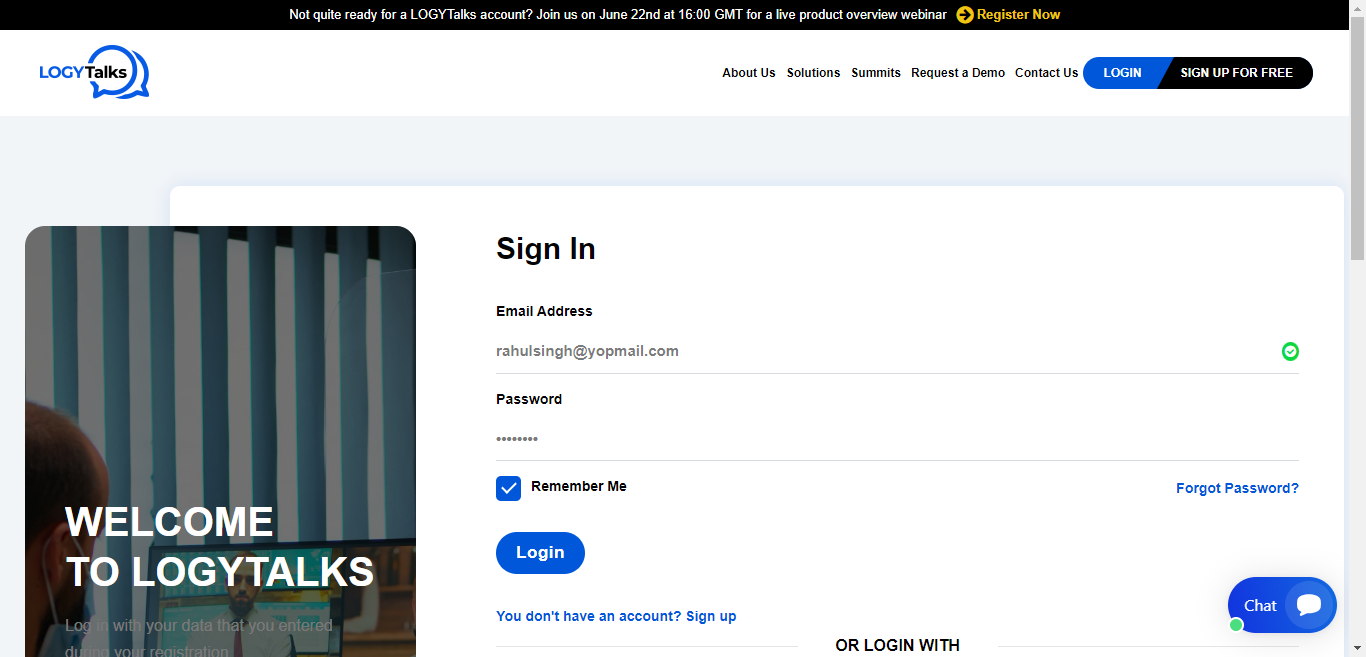 Not quite ready for a LOGYTalks account? Join us on June 22nd at 16:00 GMT for a live product overview webinar Register Now
LOGYTalks
About Us Solutions Summits Request a Demo Contact Us LOGIN SIGN UP FOR FREE
Sign In
Email Address
rahulsingh@yopmail.com
Password
••••••••
Remember Me
Forgot Password?
Login
You don't have an account? Sign up
OR LOGIN WITH
WELCOME
TO LOGYTALKS
Log in with your data that you entered
during your registration
Chat